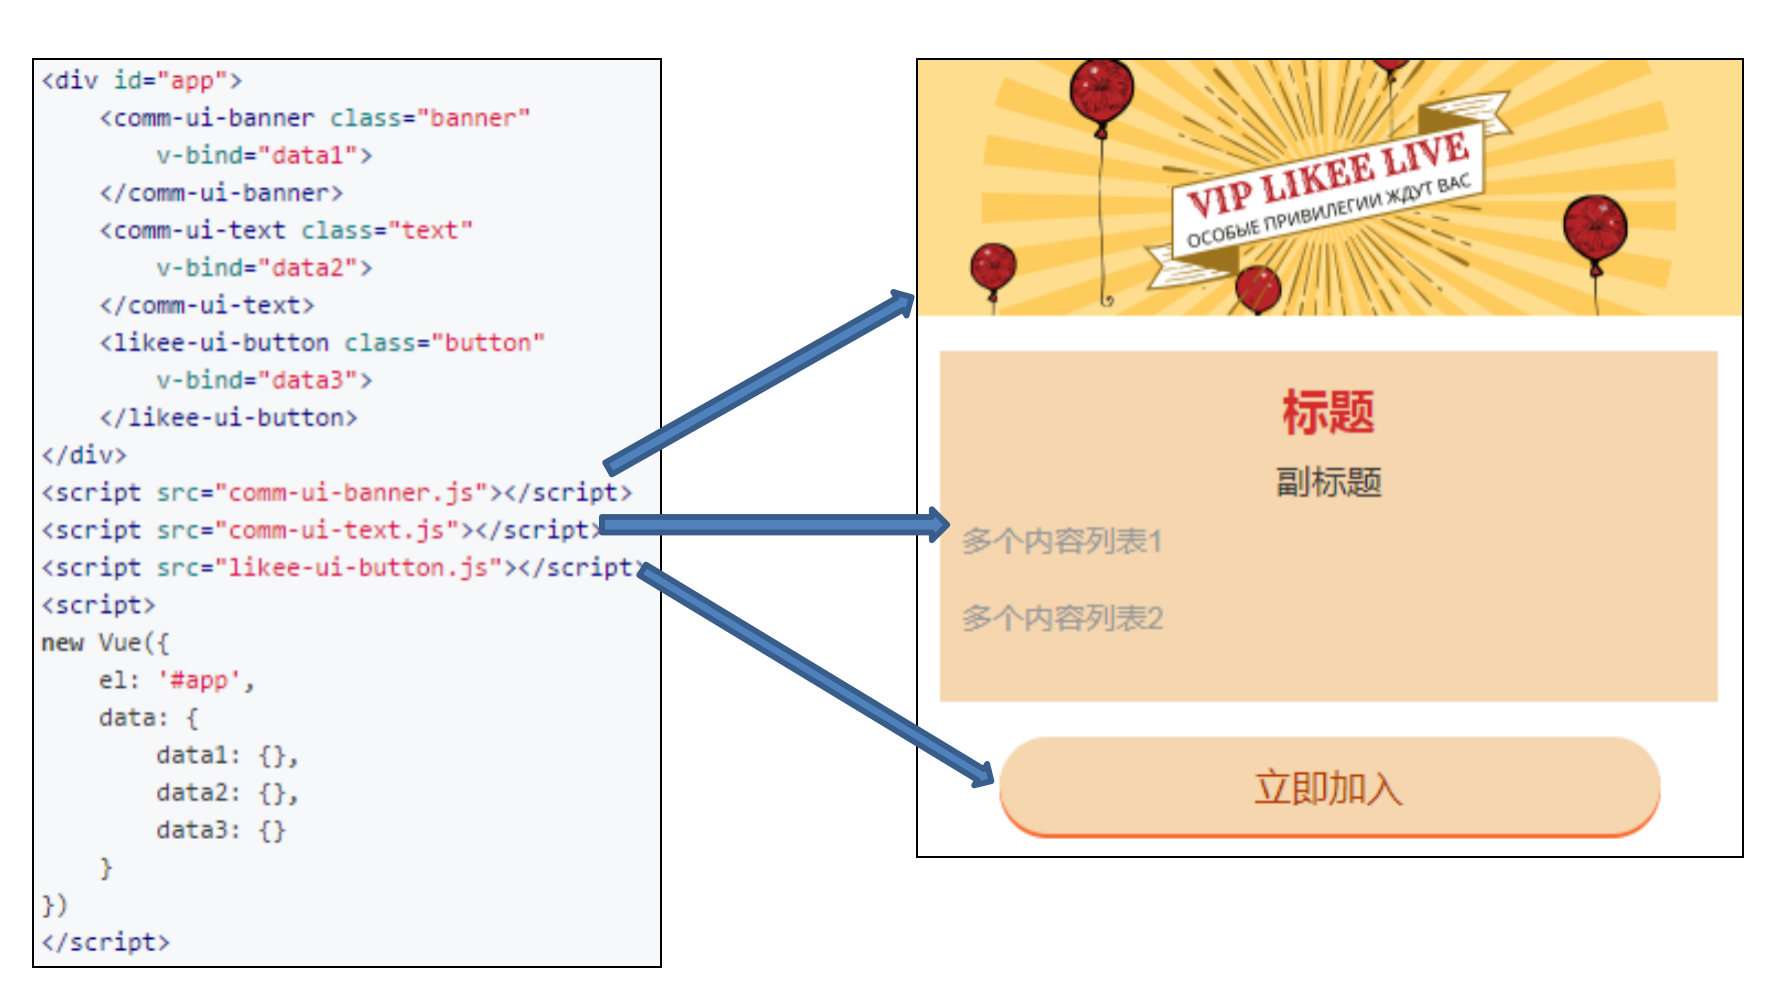 <div id="app">
    <comm-ui-banner class="banner"
        v-bind="data1">
    </comm-ui-banner>
    <comm-ui-text class="text"
        v-bind="data2">
    </comm-ui-text>
    <likee-ui-button class="button"
        v-bind="data3">
    </likee-ui-button>
</div>
<script src="comm-ui-banner.js"></script>
<script src="comm-ui-text.js"></script>
<script src="likee-ui-button.js"></script>
<script>
new Vue({
    el: '#app',
    data: {
        data1: {},
        data2: {},
        data3: {}
    }
})
</script>
VIP LIKEE LIVE
ОСОБЫЕ ПРИВИЛЕГИИ ЖДУТ ВАС
标题
副标题
多个内容列表1
多个内容列表2
立即加入